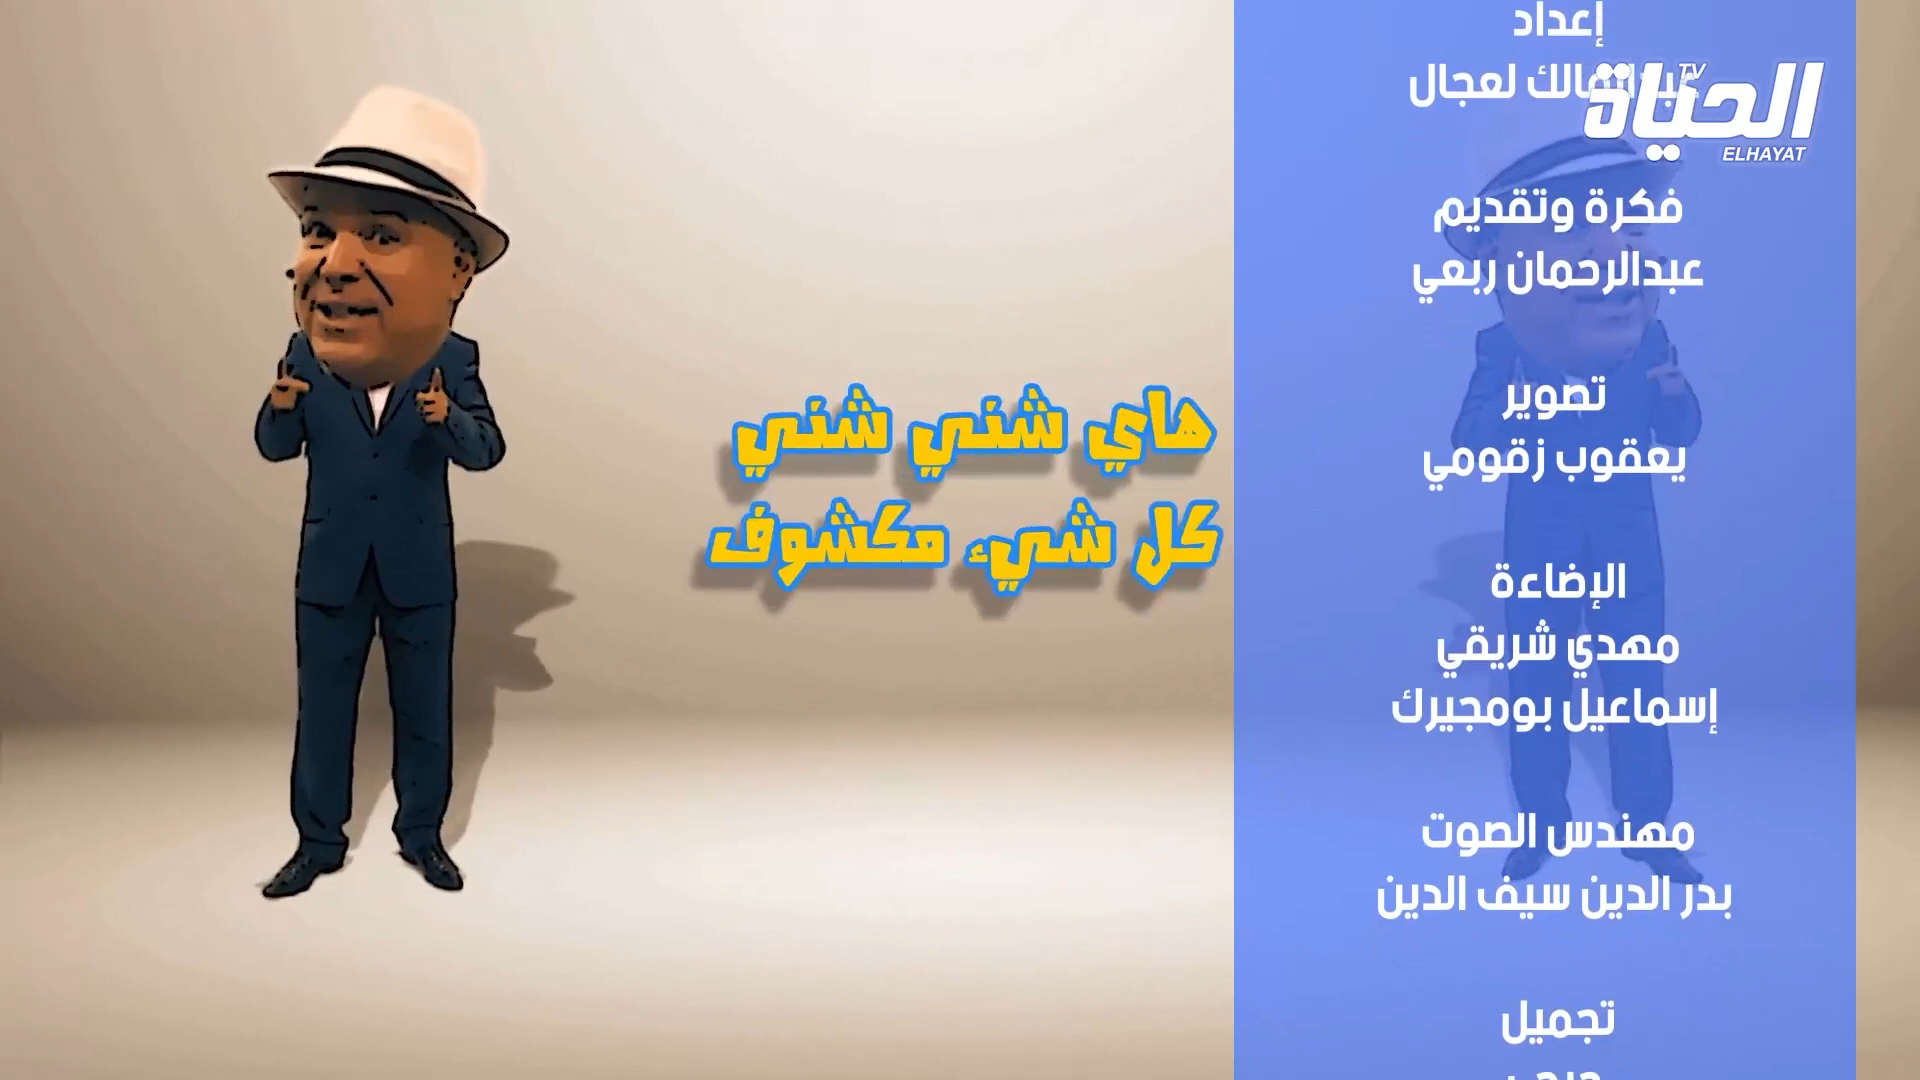 هاي شني شني
كل شيء مكشوف
إعداد
لعجال
فكرة وتقديم
عبدالرحمان ربعي
تصوير
يعقوب زقومي
الإضاءة
مهدي شريقي
إسماعيل بومجيرك
مهندس الصوت
بدر الدين سيف الدين
تجميل
الحياة
TV
ELHAYAT